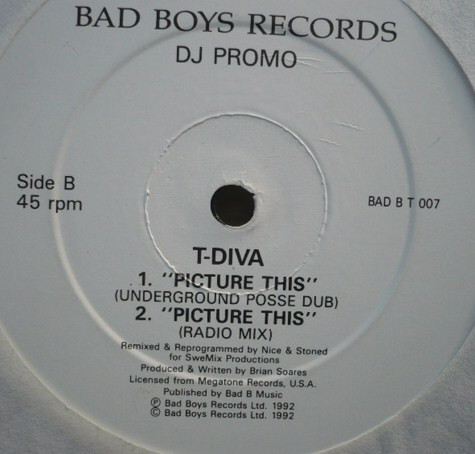 BAD BOYS RECORDS
DJ PROMO
Side B
45 rpm
BAD B T 007
T-DIVA
1. "PICTURE THIS"
(UNDERGROUND POSSE DUB)
2. "PICTURE THIS"
(RADIO MIX)
Remixed & Reprogrammed by Nice & Stoned
for SweMix Productions
Produced & Written by Brian Soares
Licensed from Megatone Records, U.S.A.
Published by Bad B Music
℗ Bad Boys Records Ltd. 1992
© Bad Boys Records Ltd. 1992